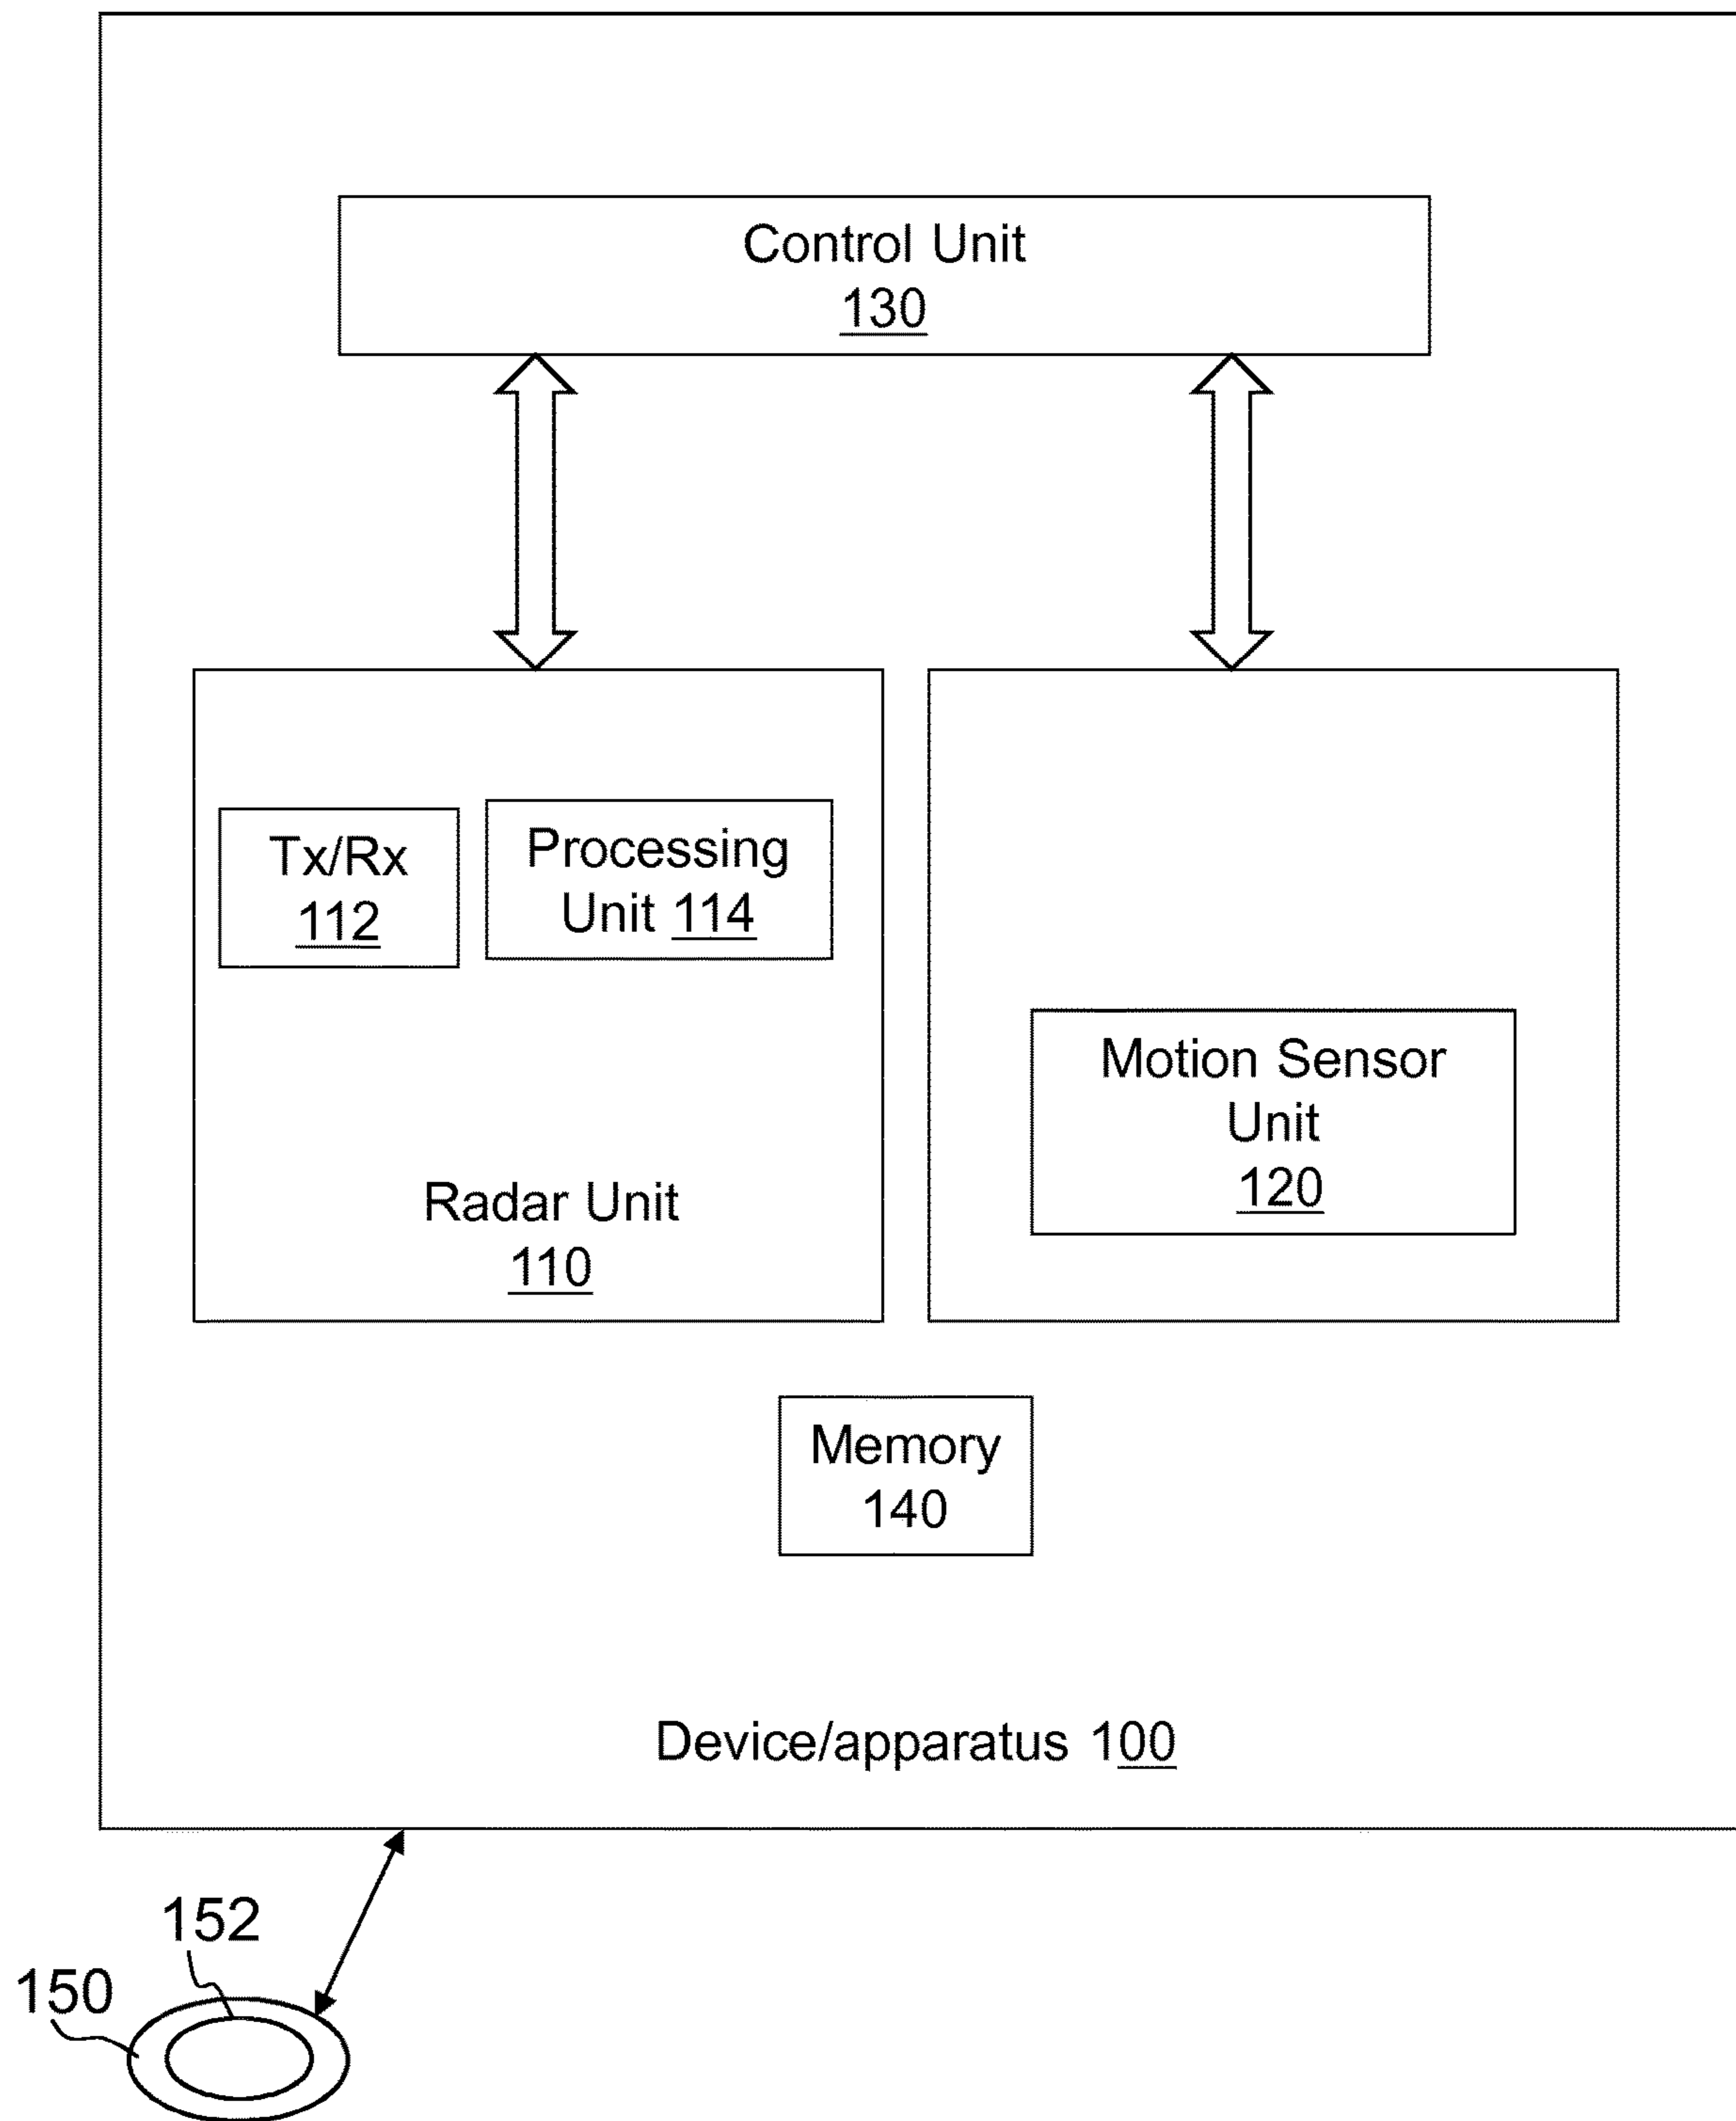 Control Unit
130
Tx/Rx
112
Processing
Unit 114
Motion Sensor
Unit
120
Radar Unit
110
Memory
140
Device/apparatus 100
152
150